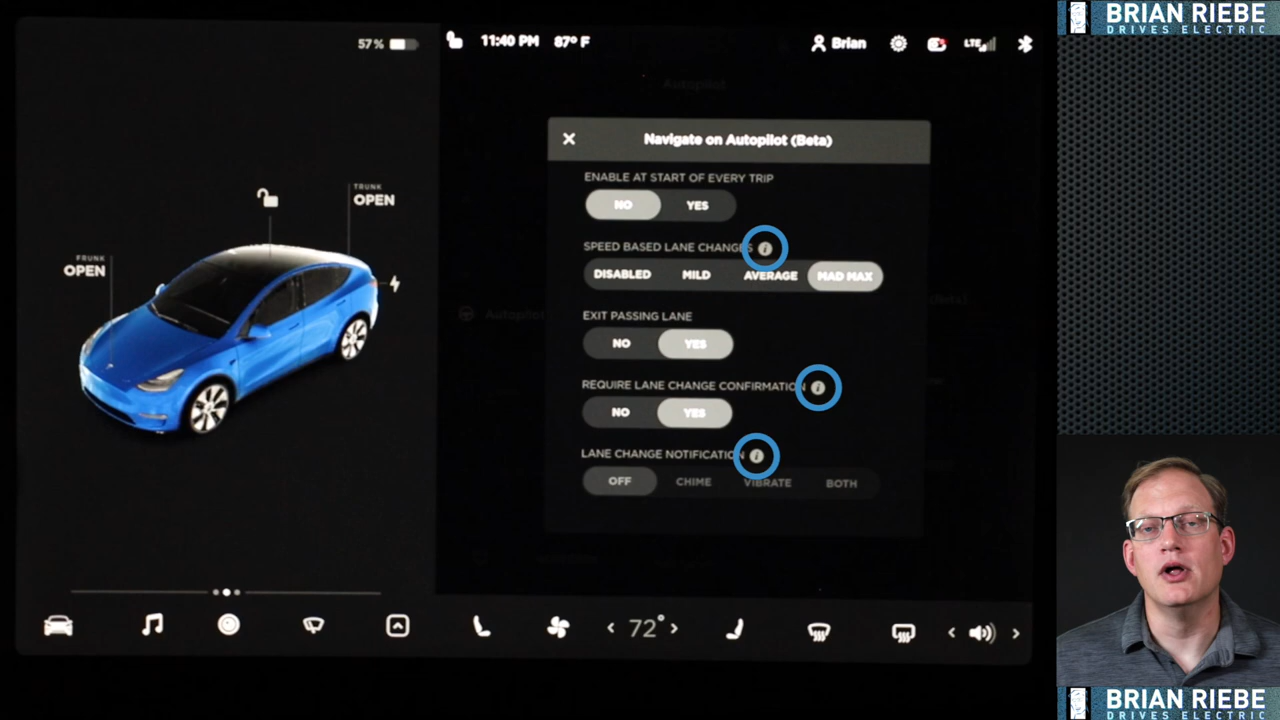 BRIAN RIEBE
DRIVES ELECTRIC
57%
11:40 PM
87° F
Brian
LTE
Autopilot
Navigate on Autopilot (Beta)
ENABLE AT START OF EVERY TRIP
NO YES
SPEED BASED LANE CHANGES
DISABLED MILD AVERAGE MAD MAX
EXIT PASSING LANE
NO YES
REQUIRE LANE CHANGE CONFIRMATION
NO YES
LANE CHANGE NOTIFICATION
OFF CHIME VIBRATE BOTH
TRUNK
OPEN
FRUNK
OPEN
Autopilot
(Beta)
72°
BRIAN RIEBE
DRIVES ELECTRIC